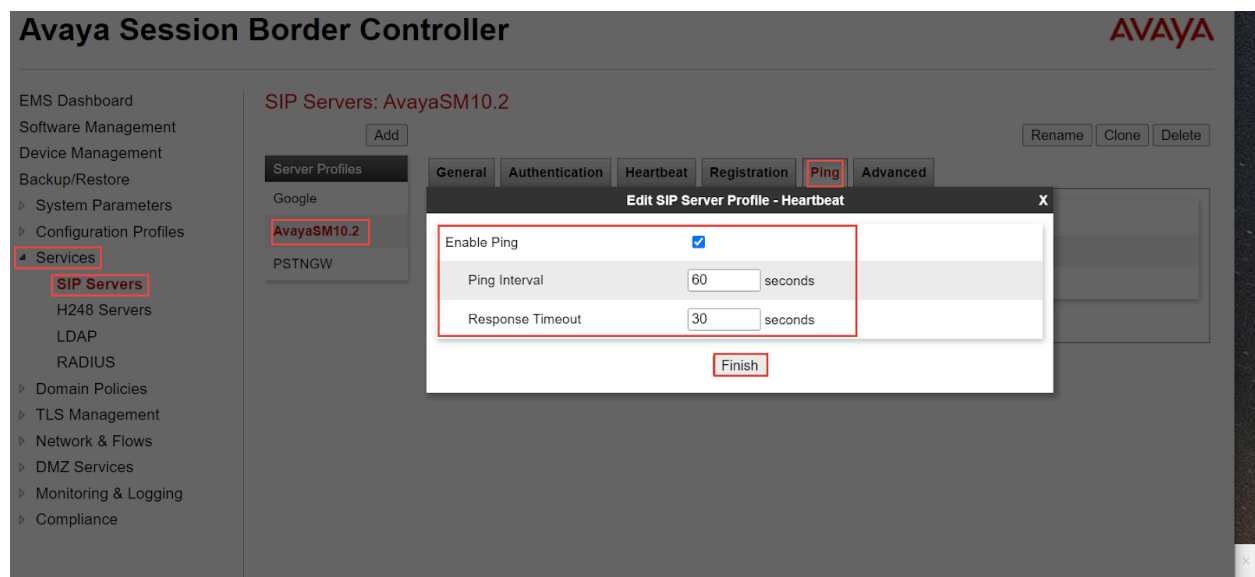 Avaya Session Border Controller
AVAYA
EMS Dashboard
Software Management
Device Management
Backup/Restore
System Parameters
Configuration Profiles
Services
SIP Servers
H248 Servers
LDAP
RADIUS
Domain Policies
TLS Management
Network & Flows
DMZ Services
Monitoring & Logging
Compliance
SIP Servers: AvayaSM10.2
Add
Rename Clone Delete
Server Profiles
Google
AvayaSM10.2
PSTNGW
General Authentication Heartbeat Registration Ping Advanced
Edit SIP Server Profile - Heartbeat X
Enable Ping
Ping Interval 60 seconds
Response Timeout 30 seconds
Finish